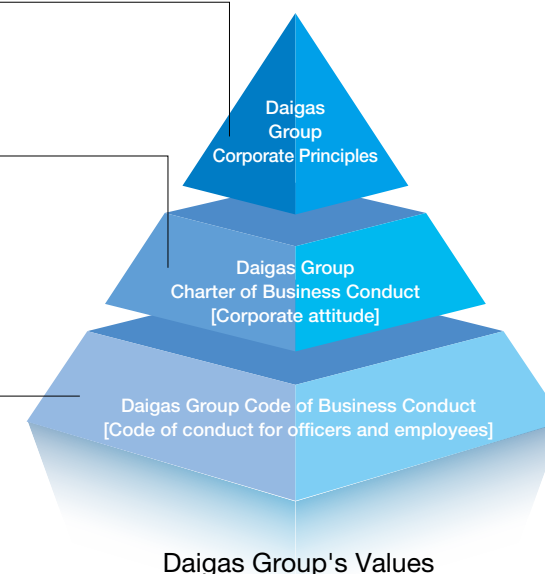 Daigas
Group
Corporate Principles
Daigas Group
Charter of Business Conduct
[Corporate attitude]
Daigas Group Code of Business Conduct
[Code of conduct for officers and employees]
Daigas Group's Values